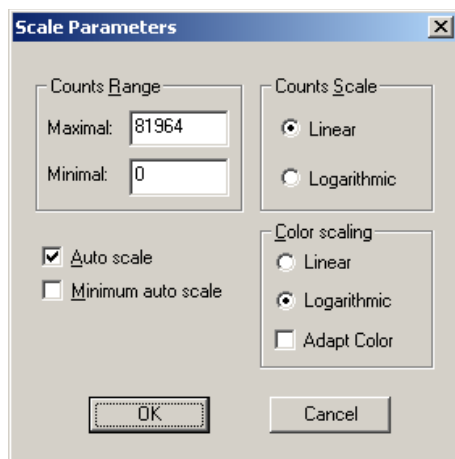 Scale Parameters
Counts Range
Maximal: 81964
Minimal: 0
Counts Scale
Linear
Logarithmic
Auto scale
Minimum auto scale
Color scaling
Linear
Logarithmic
Adapt Color
OK
Cancel